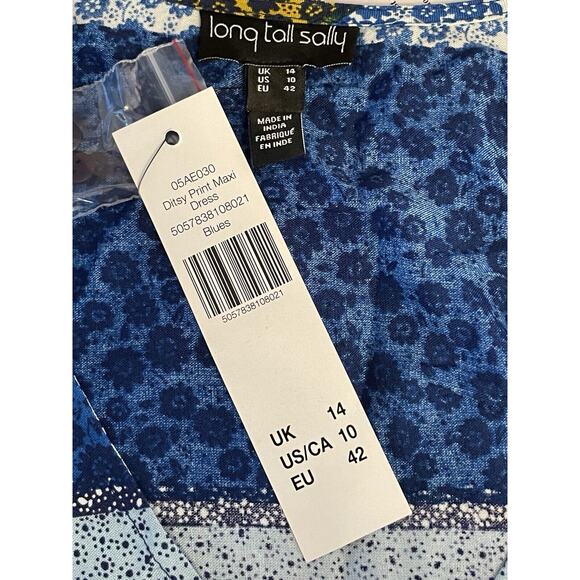 long tall sally
UK 14
US 10
EU 42
MADE IN
INDIA
FABRIQUÉ
EN INDE
05AE030
Ditsy Print Maxi
Dress
5057838108021
Blues
5057838108021
UK 14
US/CA 10
EU 42